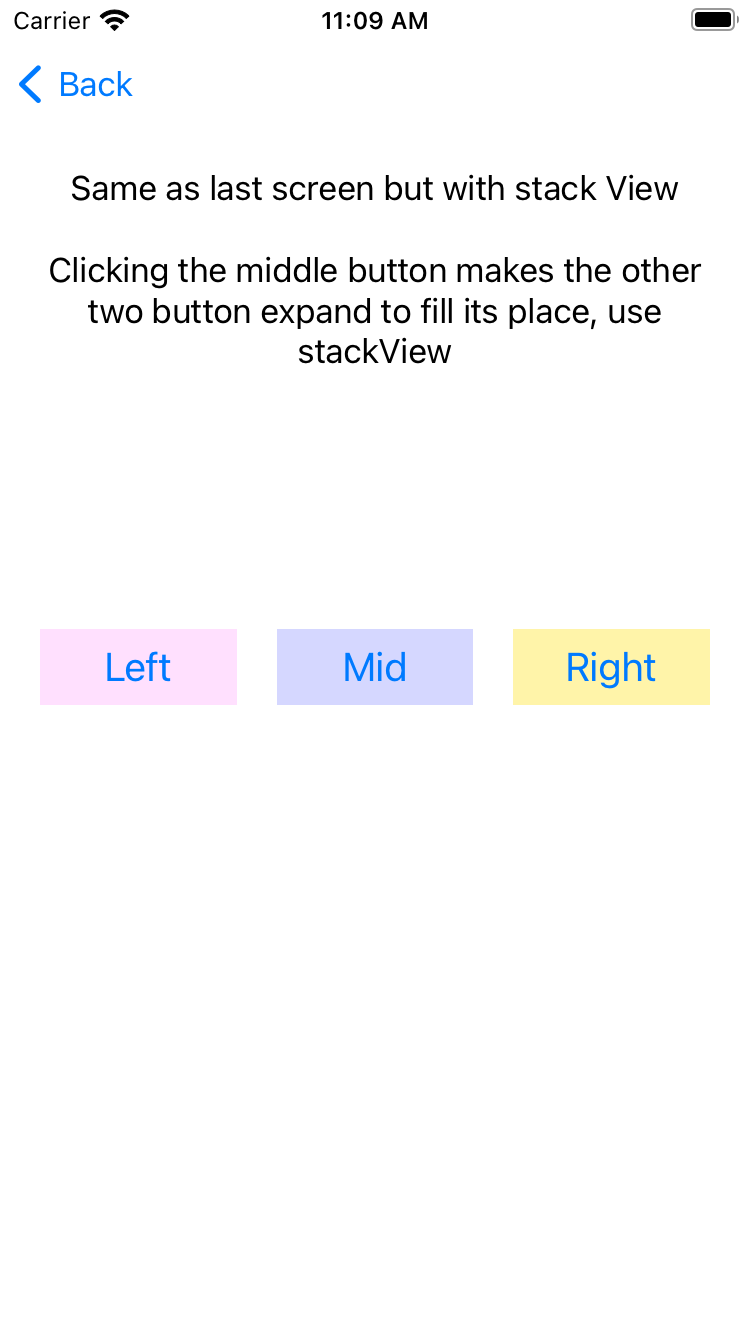 Carrier 11:09 AM
Back
Same as last screen but with stack View
Clicking the middle button makes the other
two button expand to fill its place, use
stackView
Left Mid Right